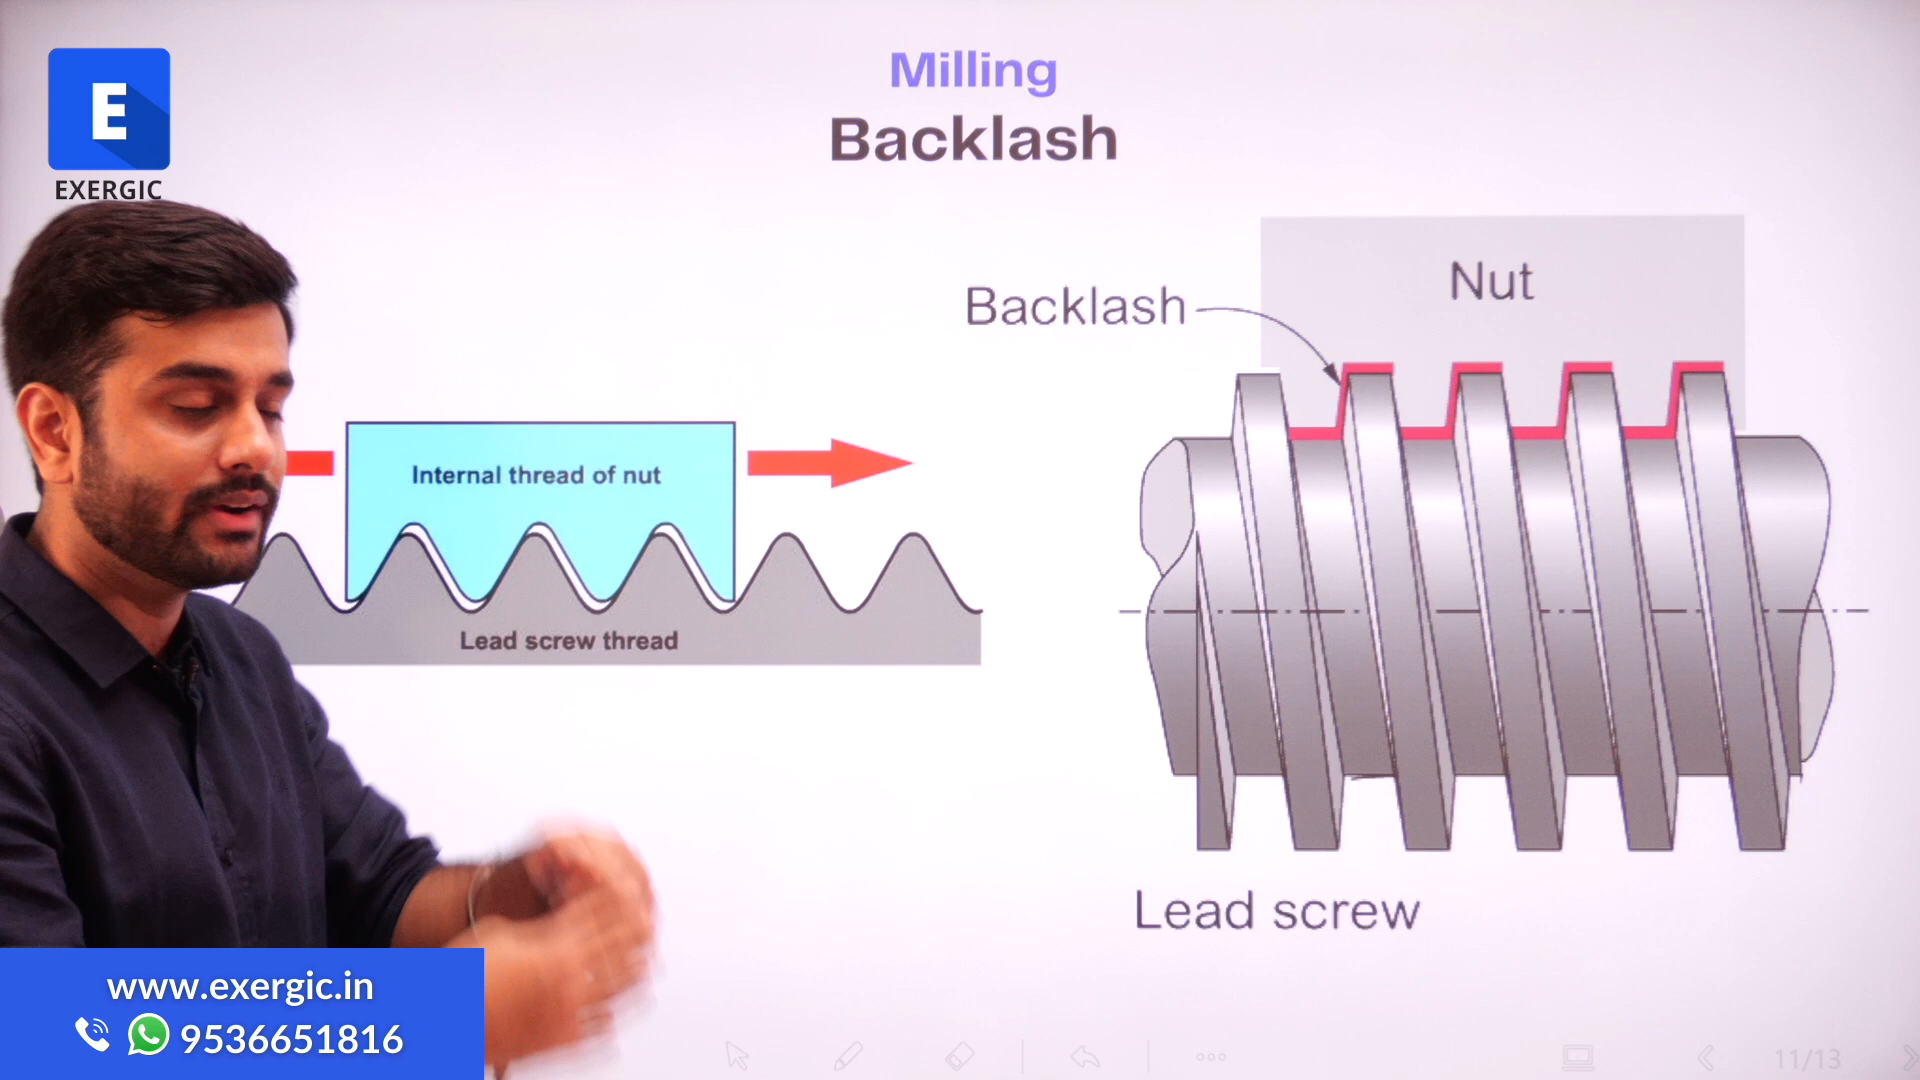 E
EXERGIC
Milling
Backlash
Nut
Backlash
Internal thread of nut
Lead screw thread
Lead screw
www.exergic.in
9536651816
11/13